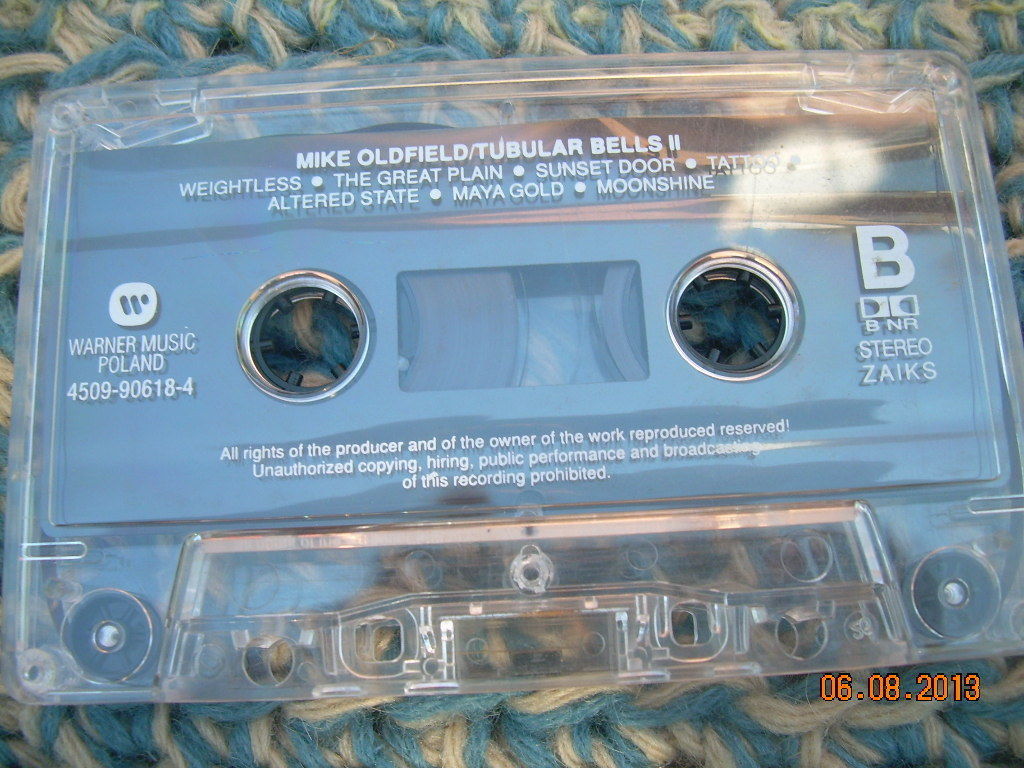 MIKE OLDFIELD/TUBULAR BELLS II
WEIGHTLESS • THE GREAT PLAIN • SUNSET DOOR • TATTOO •
ALTERED STATE • MAYA GOLD • MOONSHINE
B
B NR
STEREO
ZAIKS
WARNER MUSIC
POLAND
4509-90618-4
All rights of the producer and of the owner of the work reproduced reserved!
Unauthorized copying, hiring, public performance and broadcasting
of this recording prohibited.
06.08.2013